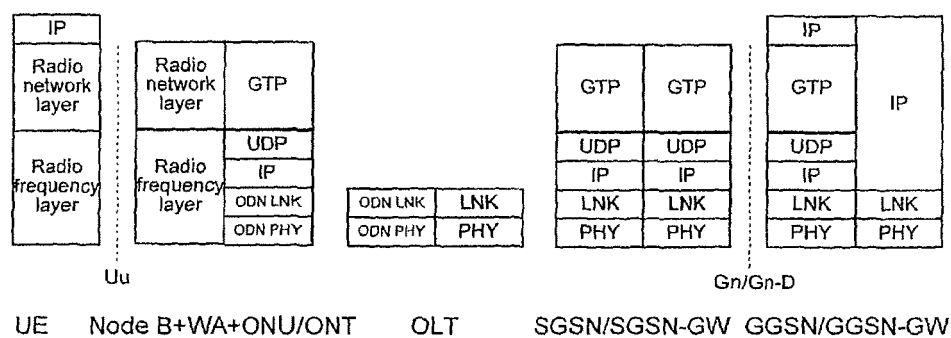 IP
Radio
network
layer
Radio
frequency
layer
Uu
Radio
network
layer
GTP
Radio
frequency
layer
UDP
IP
ODN LNK
ODN PHY
ODN LNK
LNK
ODN PHY
PHY
GTP
GTP
UDP
UDP
IP
IP
LNK
LNK
PHY
PHY
Gn/Gn-D
IP
GTP
IP
UDP
IP
LNK
LNK
PHY
PHY
UE
Node B+WA+ONU/ONT
OLT
SGSN/SGSN-GW
GGSN/GGSN-GW